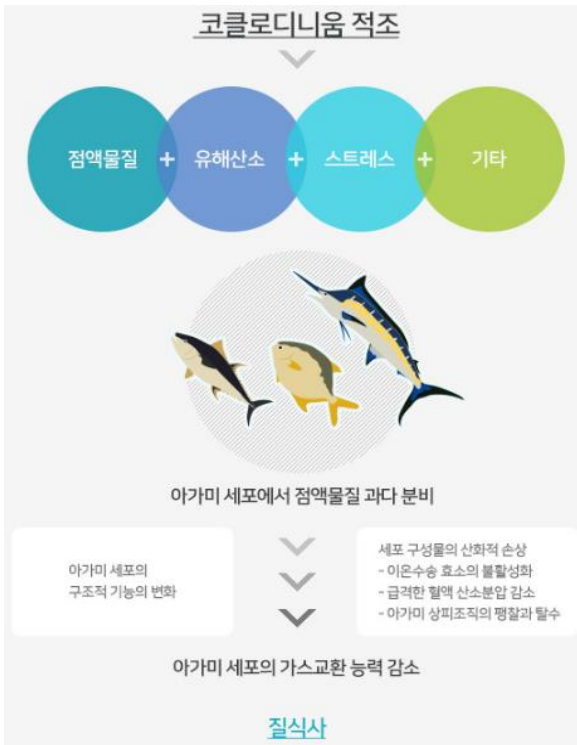 코클로디니움 적조
점액물질 + 유해산소 + 스트레스 + 기타
아가미 세포에서 점액물질 과다 분비
아가미 세포의
구조적 기능의 변화
세포 구성물의 산화적 손상
- 이온수송 효소의 불활성화
- 급격한 혈액 산소분압 감소
- 아가미 상피조직의 팽찰과 탈수
아가미 세포의 가스교환 능력 감소
질식사